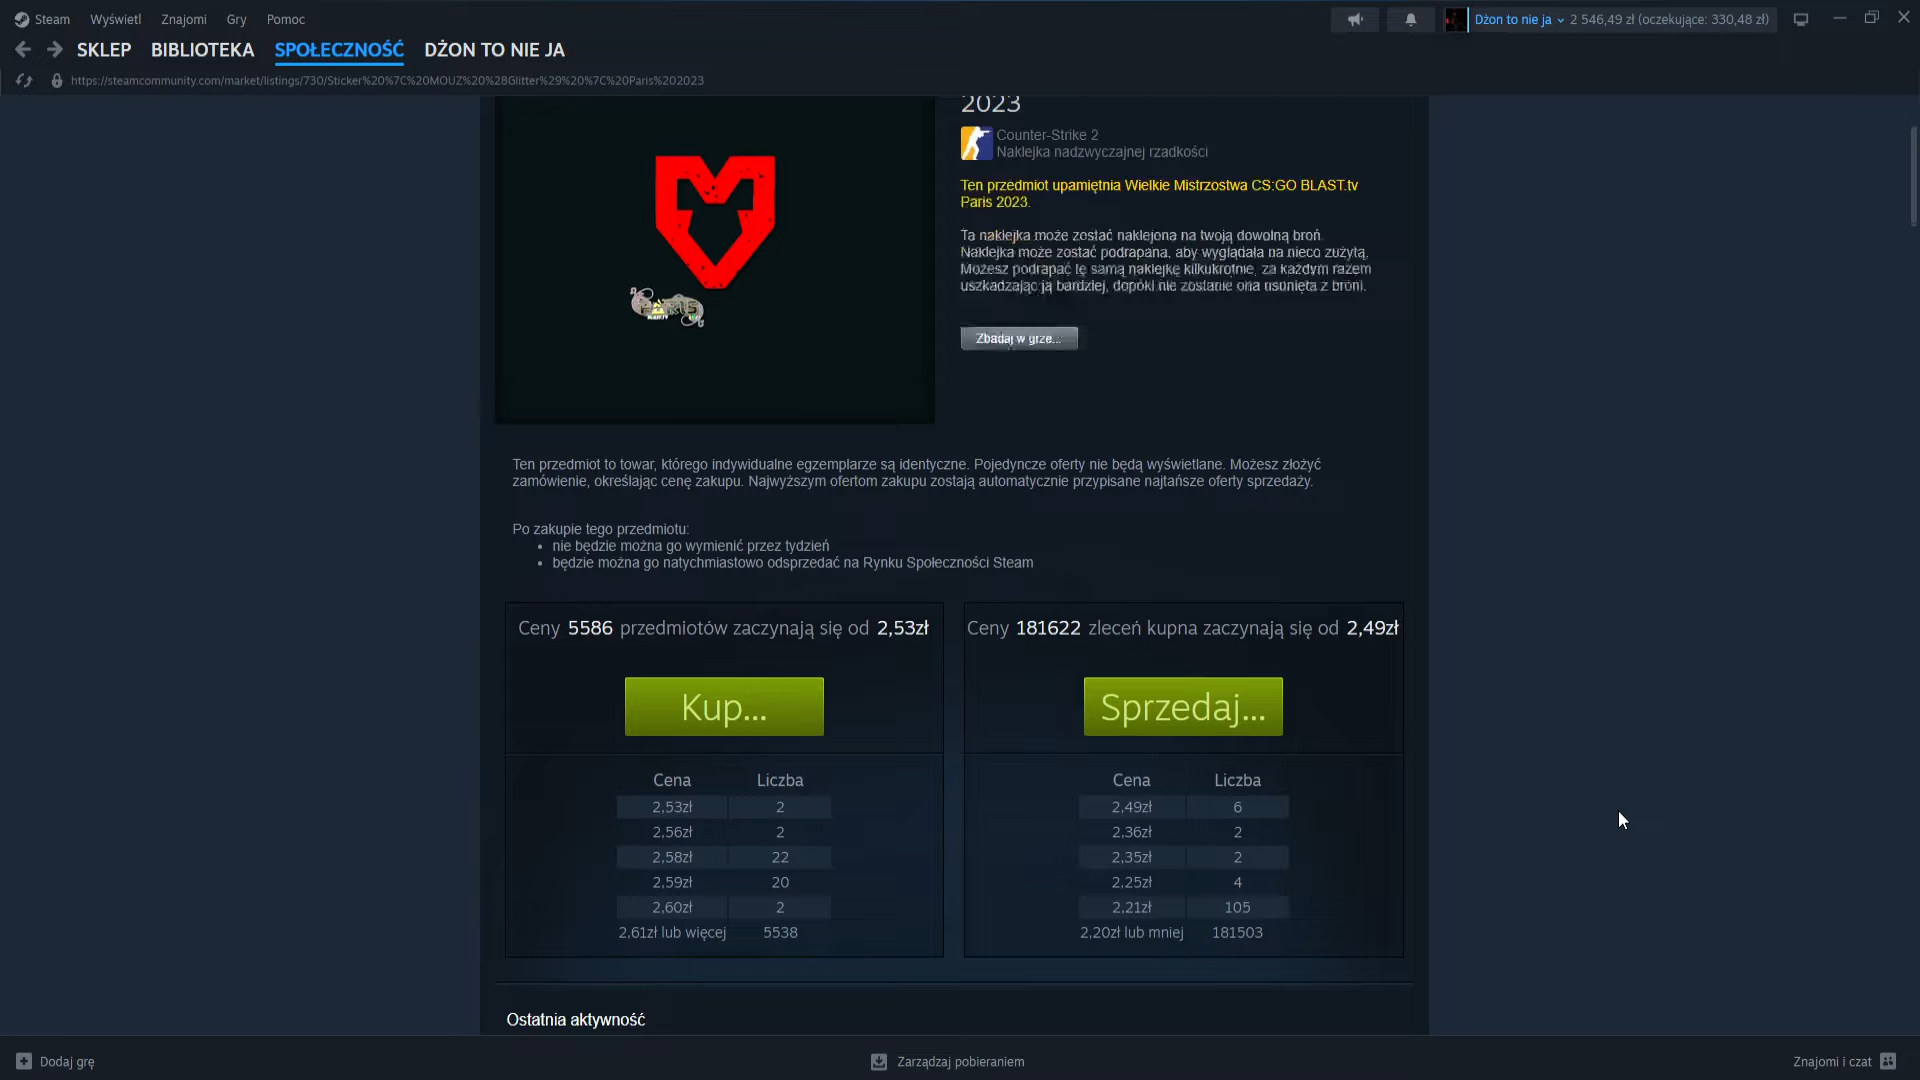 Steam Wyświetl Znajomi Gry Pomoc
Dżon to nie ja 2 546,49 zł (oczekujące: 330,48 zł)
SKLEP BIBLIOTEKA SPOŁECZNOŚĆ DŻON TO NIE JA
https://steamcommunity.com/market/listings/730/Sticker%20%7C%20MOUZ%20%28Glitter%29%20%7C%20Paris%202023
2023
Counter-Strike 2
Naklejka nadzwyczajnej rzadkości
Ten przedmiot upamiętnia Wielkie Mistrzostwa CS:GO BLAST.tv
Paris 2023.
Ta naklejka może zostać naklejona na twoją dowolną broń.
Naklejka może zostać podrapana, aby wyglądała na nieco zużytą.
Możesz podrapać tę samą naklejkę kilkukrotnie, za każdym razem
uszkadzając ją bardziej, dopóki nie zostanie ona usunięta z broni.
PARIS
BLAST.TV
Zbadaj w grze...
Ten przedmiot to towar, którego indywidualne egzemplarze są identyczne. Pojedyncze oferty nie będą wyświetlane. Możesz złożyć
zamówienie, określając cenę zakupu. Najwyższym ofertom zakupu zostają automatycznie przypisane najtańsze oferty sprzedaży.
Po zakupie tego przedmiotu:
• nie będzie można go wymienić przez tydzień
• będzie można go natychmiastowo odsprzedać na Rynku Społeczności Steam
Ceny 5586 przedmiotów zaczynają się od 2,53zł
Kup...
Cena Liczba
2,53zł 2
2,56zł 2
2,58zł 22
2,59zł 20
2,60zł 2
2,61zł lub więcej 5538
Ceny 181622 zleceń kupna zaczynają się od 2,49zł
Sprzedaj...
Cena Liczba
2,49zł 6
2,36zł 2
2,35zł 2
2,25zł 4
2,21zł 105
2,20zł lub mniej 181503
Ostatnia aktywność
Dodaj grę
Zarządzaj pobieraniem
Znajomi i czat